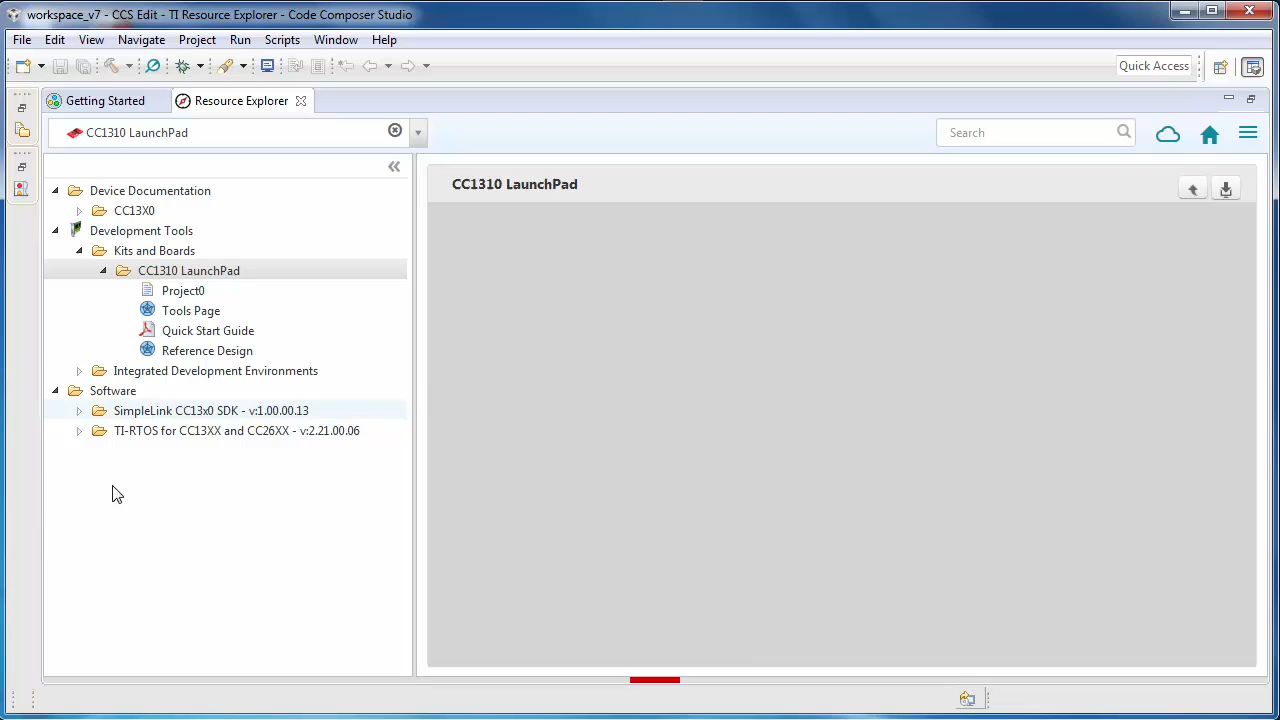 workspace_v7 - CCS Edit - TI Resource Explorer - Code Composer Studio
File Edit View Navigate Project Run Scripts Window Help
Quick Access
Getting Started Resource Explorer
CC1310 LaunchPad Search
Device Documentation
CC13X0
Development Tools
Kits and Boards
CC1310 LaunchPad
Project0
Tools Page
Quick Start Guide
Reference Design
Integrated Development Environments
Software
SimpleLink CC13x0 SDK - v:1.00.00.13
TI-RTOS for CC13XX and CC26XX - v:2.21.00.06
CC1310 LaunchPad